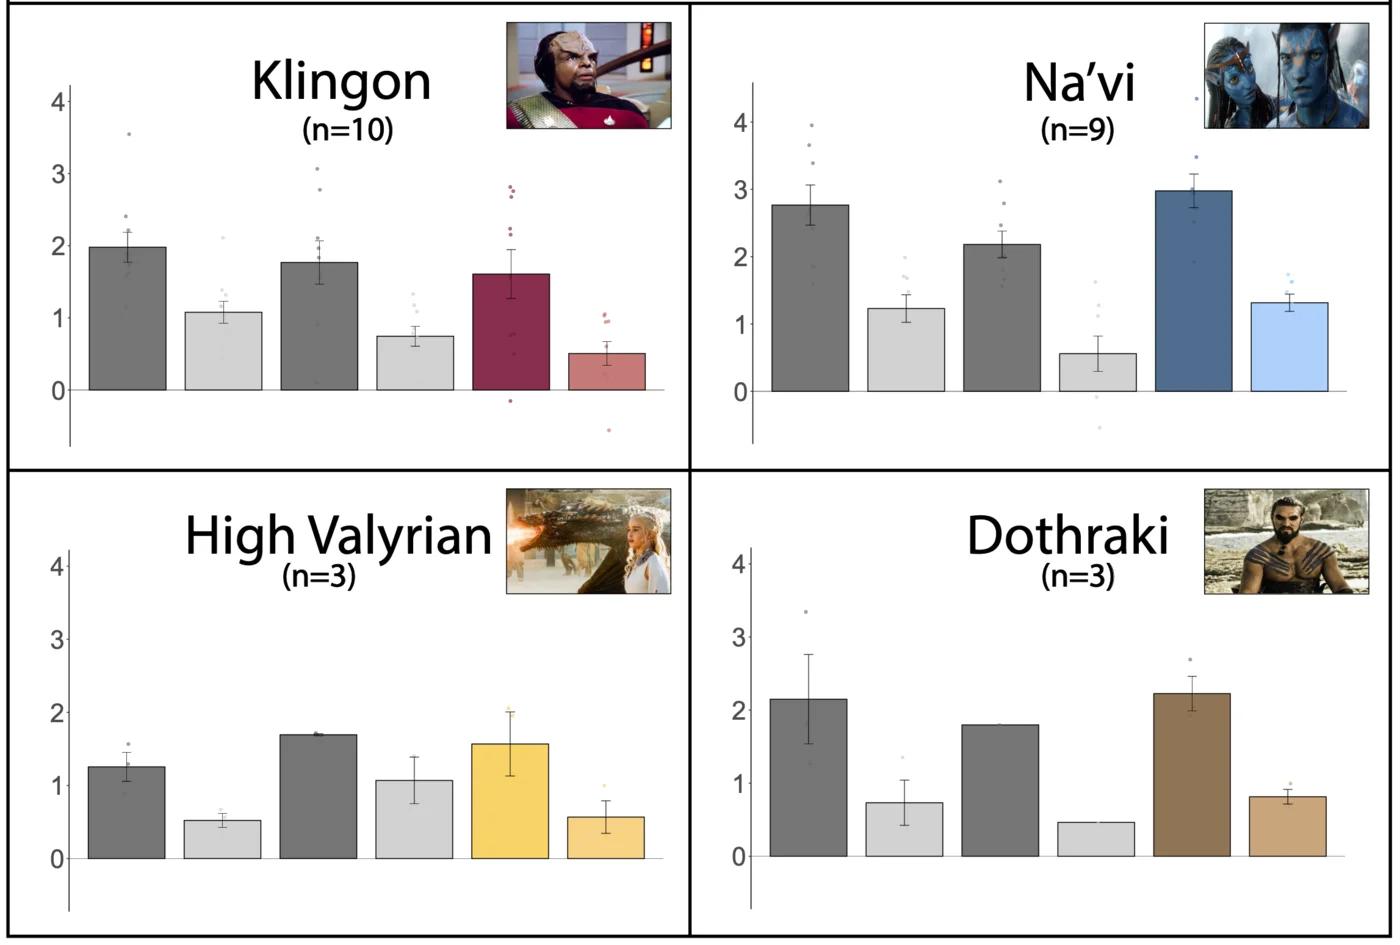 Klingon
(n=10)
4
3
2
1
0
Na’vi
(n=9)
4
3
2
1
0
High Valyrian
(n=3)
4
3
2
1
0
Dothraki
(n=3)
4
3
2
1
0